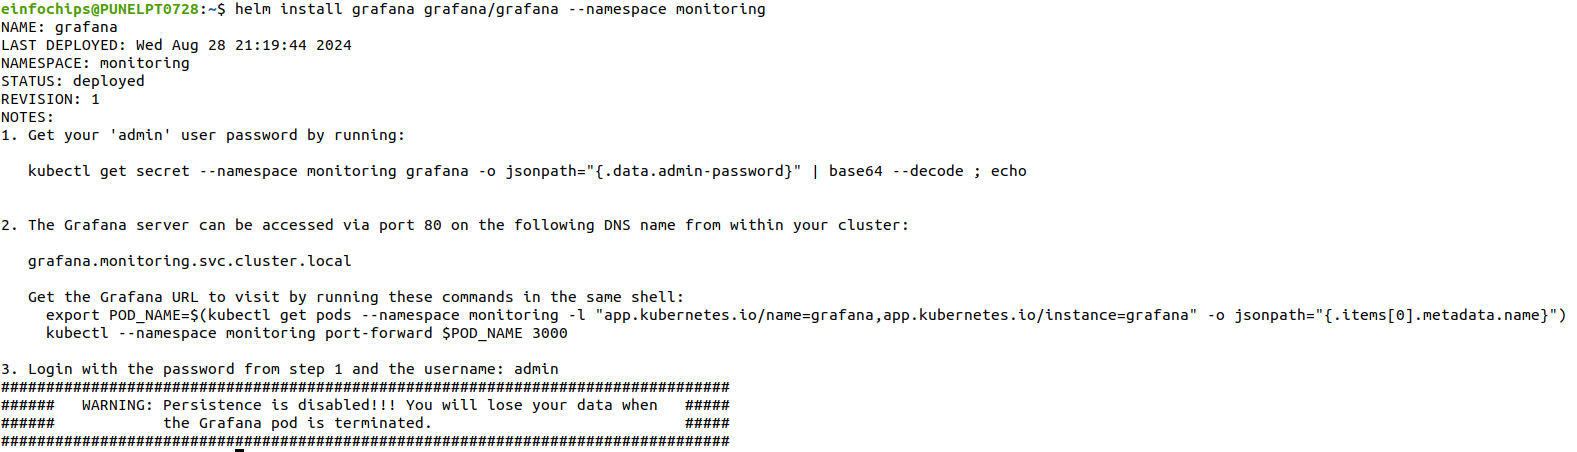 einfochips@PUNELPT0728:~$ helm install grafana grafana/grafana --namespace monitoring
NAME: grafana
LAST DEPLOYED: Wed Aug 28 21:19:44 2024
NAMESPACE: monitoring
STATUS: deployed
REVISION: 1
NOTES:
1. Get your 'admin' user password by running:

   kubectl get secret --namespace monitoring grafana -o jsonpath="{.data.admin-password}" | base64 --decode ; echo


2. The Grafana server can be accessed via port 80 on the following DNS name from within your cluster:

   grafana.monitoring.svc.cluster.local

   Get the Grafana URL to visit by running these commands in the same shell:
     export POD_NAME=$(kubectl get pods --namespace monitoring -l "app.kubernetes.io/name=grafana,app.kubernetes.io/instance=grafana" -o jsonpath="{.items[0].metadata.name}")
     kubectl --namespace monitoring port-forward $POD_NAME 3000

3. Login with the password from step 1 and the username: admin
#################################################################################
######   WARNING: Persistence is disabled!!! You will lose your data when   #####
######            the Grafana pod is terminated.                            #####
#################################################################################